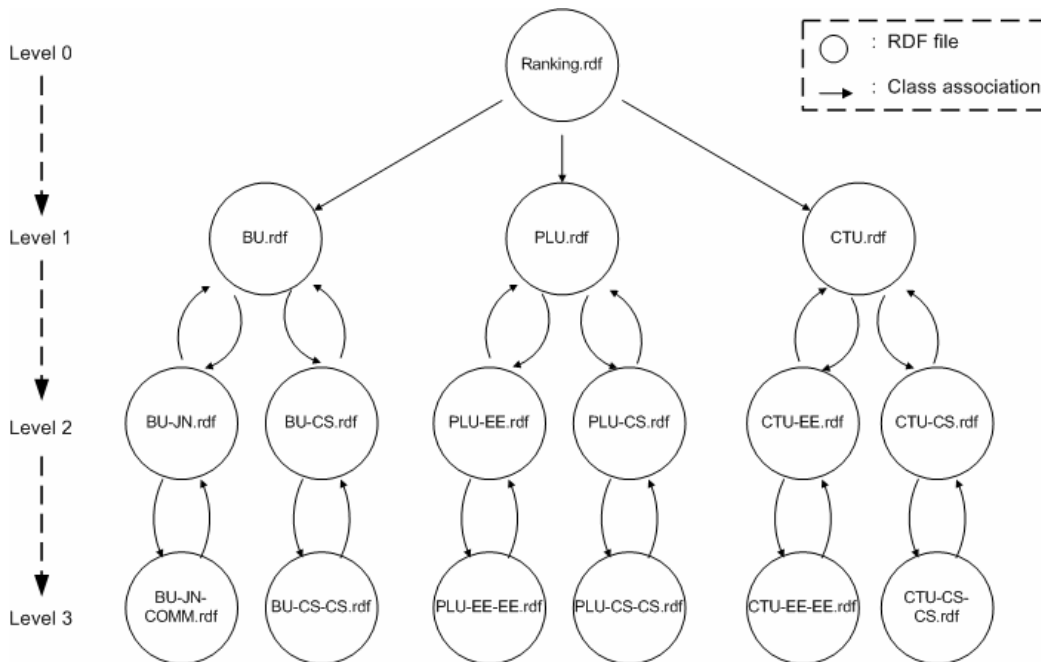 Level 0
Ranking.rdf
: RDF file
: Class association
Level 1
BU.rdf
PLU.rdf
CTU.rdf
Level 2
BU-JN.rdf
BU-CS.rdf
PLU-EE.rdf
PLU-CS.rdf
CTU-EE.rdf
CTU-CS.rdf
Level 3
BU-JN-
COMM.rdf
BU-CS-CS.rdf
PLU-EE-EE.rdf
PLU-CS-CS.rdf
CTU-EE-EE.rdf
CTU-CS-
CS.rdf